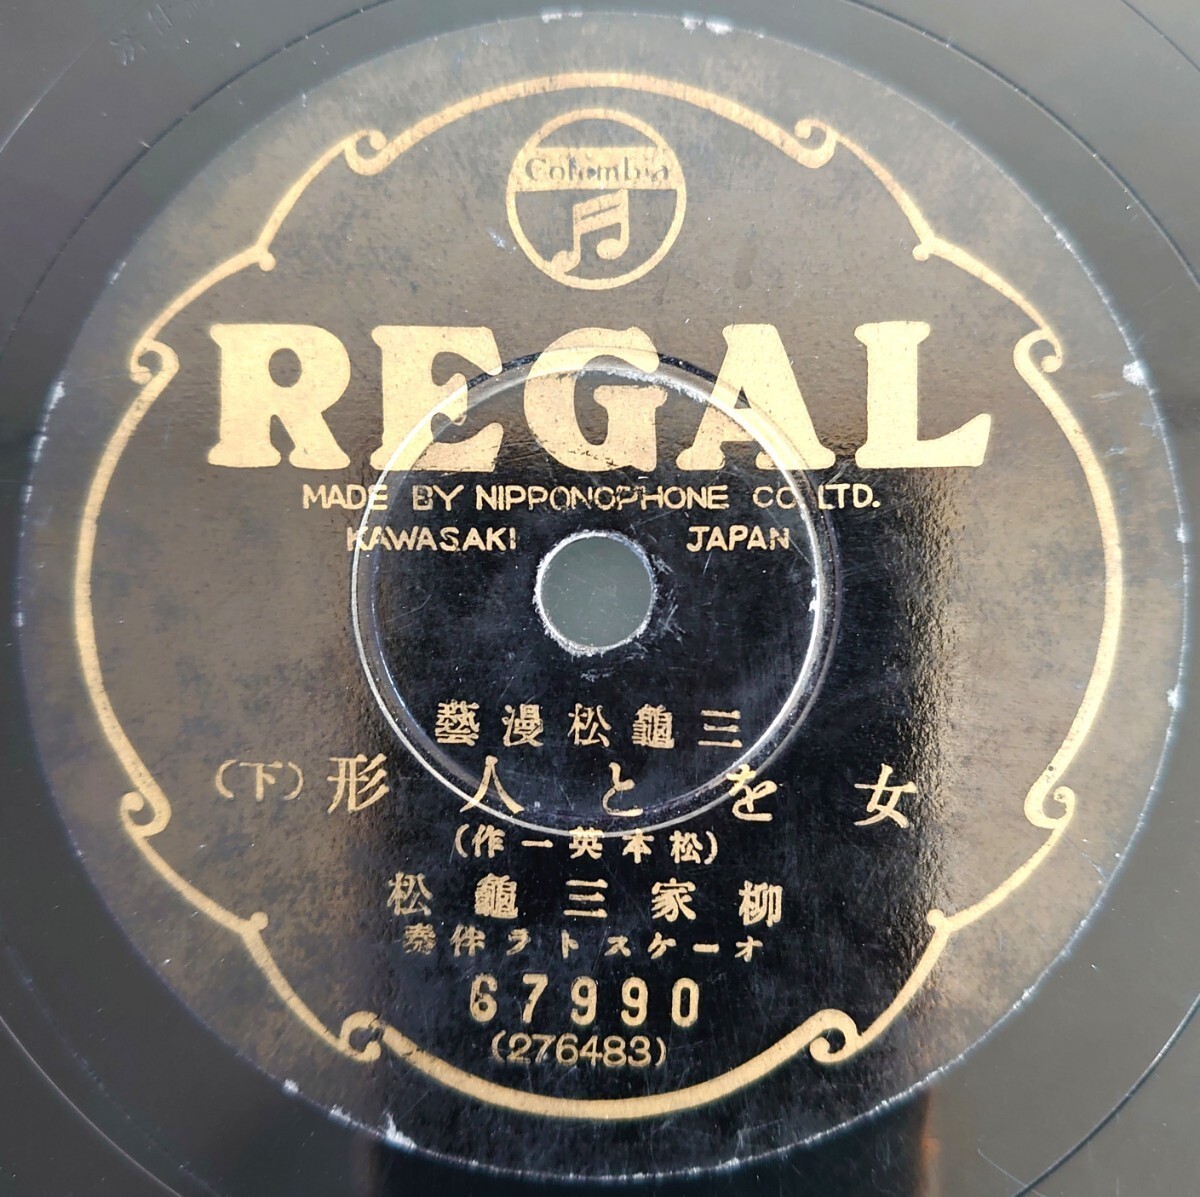 Columbia
REGAL
MADE BY NIPPONOPHONE CO. LTD.
KAWASAKI JAPAN
三龜松漫藝
女をと人形(下)
(松本英一作)
柳家三龜松
オーケストラ伴奏
67990
(276483)